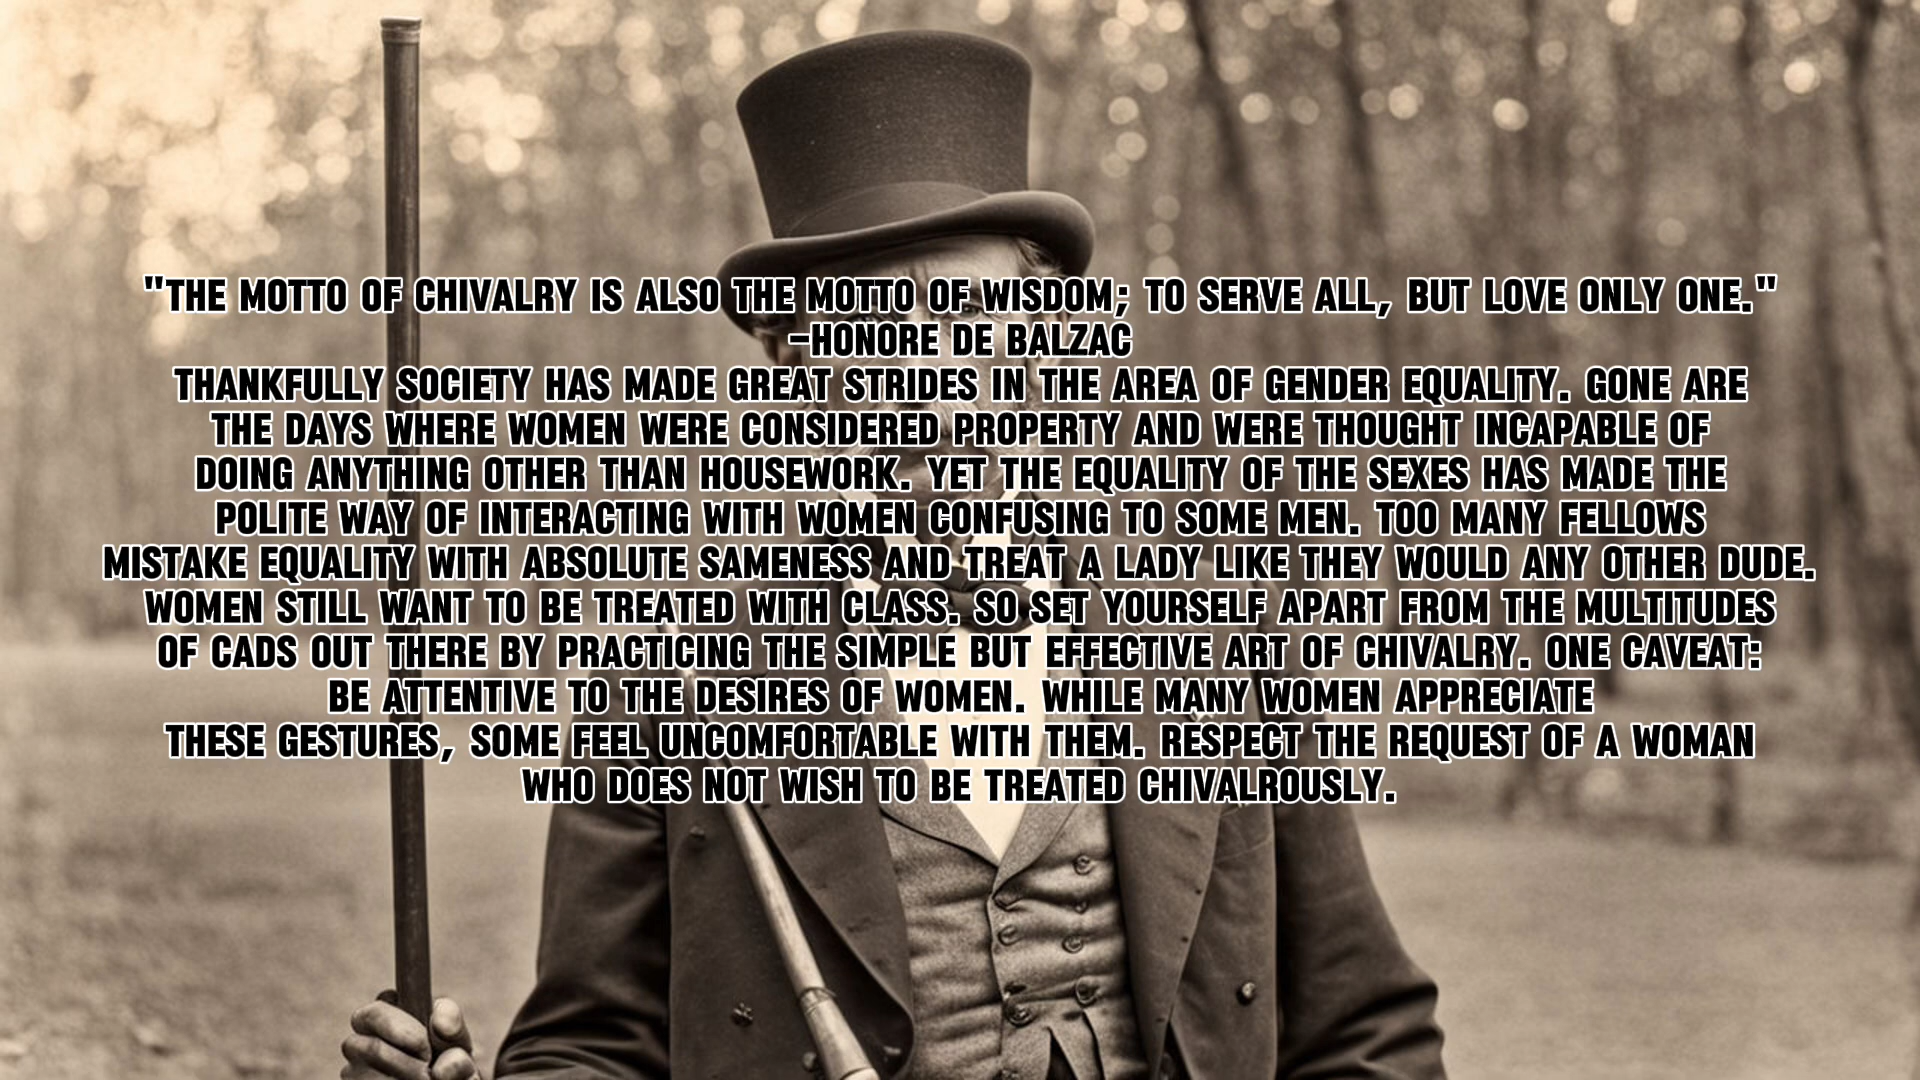 "THE MOTTO OF CHIVALRY IS ALSO THE MOTTO OF WISDOM; TO SERVE ALL, BUT LOVE ONLY ONE."
-HONORE DE BALZAC
THANKFULLY SOCIETY HAS MADE GREAT STRIDES IN THE AREA OF GENDER EQUALITY. GONE ARE
THE DAYS WHERE WOMEN WERE CONSIDERED PROPERTY AND WERE THOUGHT INCAPABLE OF
DOING ANYTHING OTHER THAN HOUSEWORK. YET THE EQUALITY OF THE SEXES HAS MADE THE
POLITE WAY OF INTERACTING WITH WOMEN CONFUSING TO SOME MEN. TOO MANY FELLOWS
MISTAKE EQUALITY WITH ABSOLUTE SAMENESS AND TREAT A LADY LIKE THEY WOULD ANY OTHER DUDE.
WOMEN STILL WANT TO BE TREATED WITH CLASS. SO SET YOURSELF APART FROM THE MULTITUDES
OF CADS OUT THERE BY PRACTICING THE SIMPLE BUT EFFECTIVE ART OF CHIVALRY. ONE CAVEAT:
BE ATTENTIVE TO THE DESIRES OF WOMEN. WHILE MANY WOMEN APPRECIATE
THESE GESTURES, SOME FEEL UNCOMFORTABLE WITH THEM. RESPECT THE REQUEST OF A WOMAN
WHO DOES NOT WISH TO BE TREATED CHIVALROUSLY.